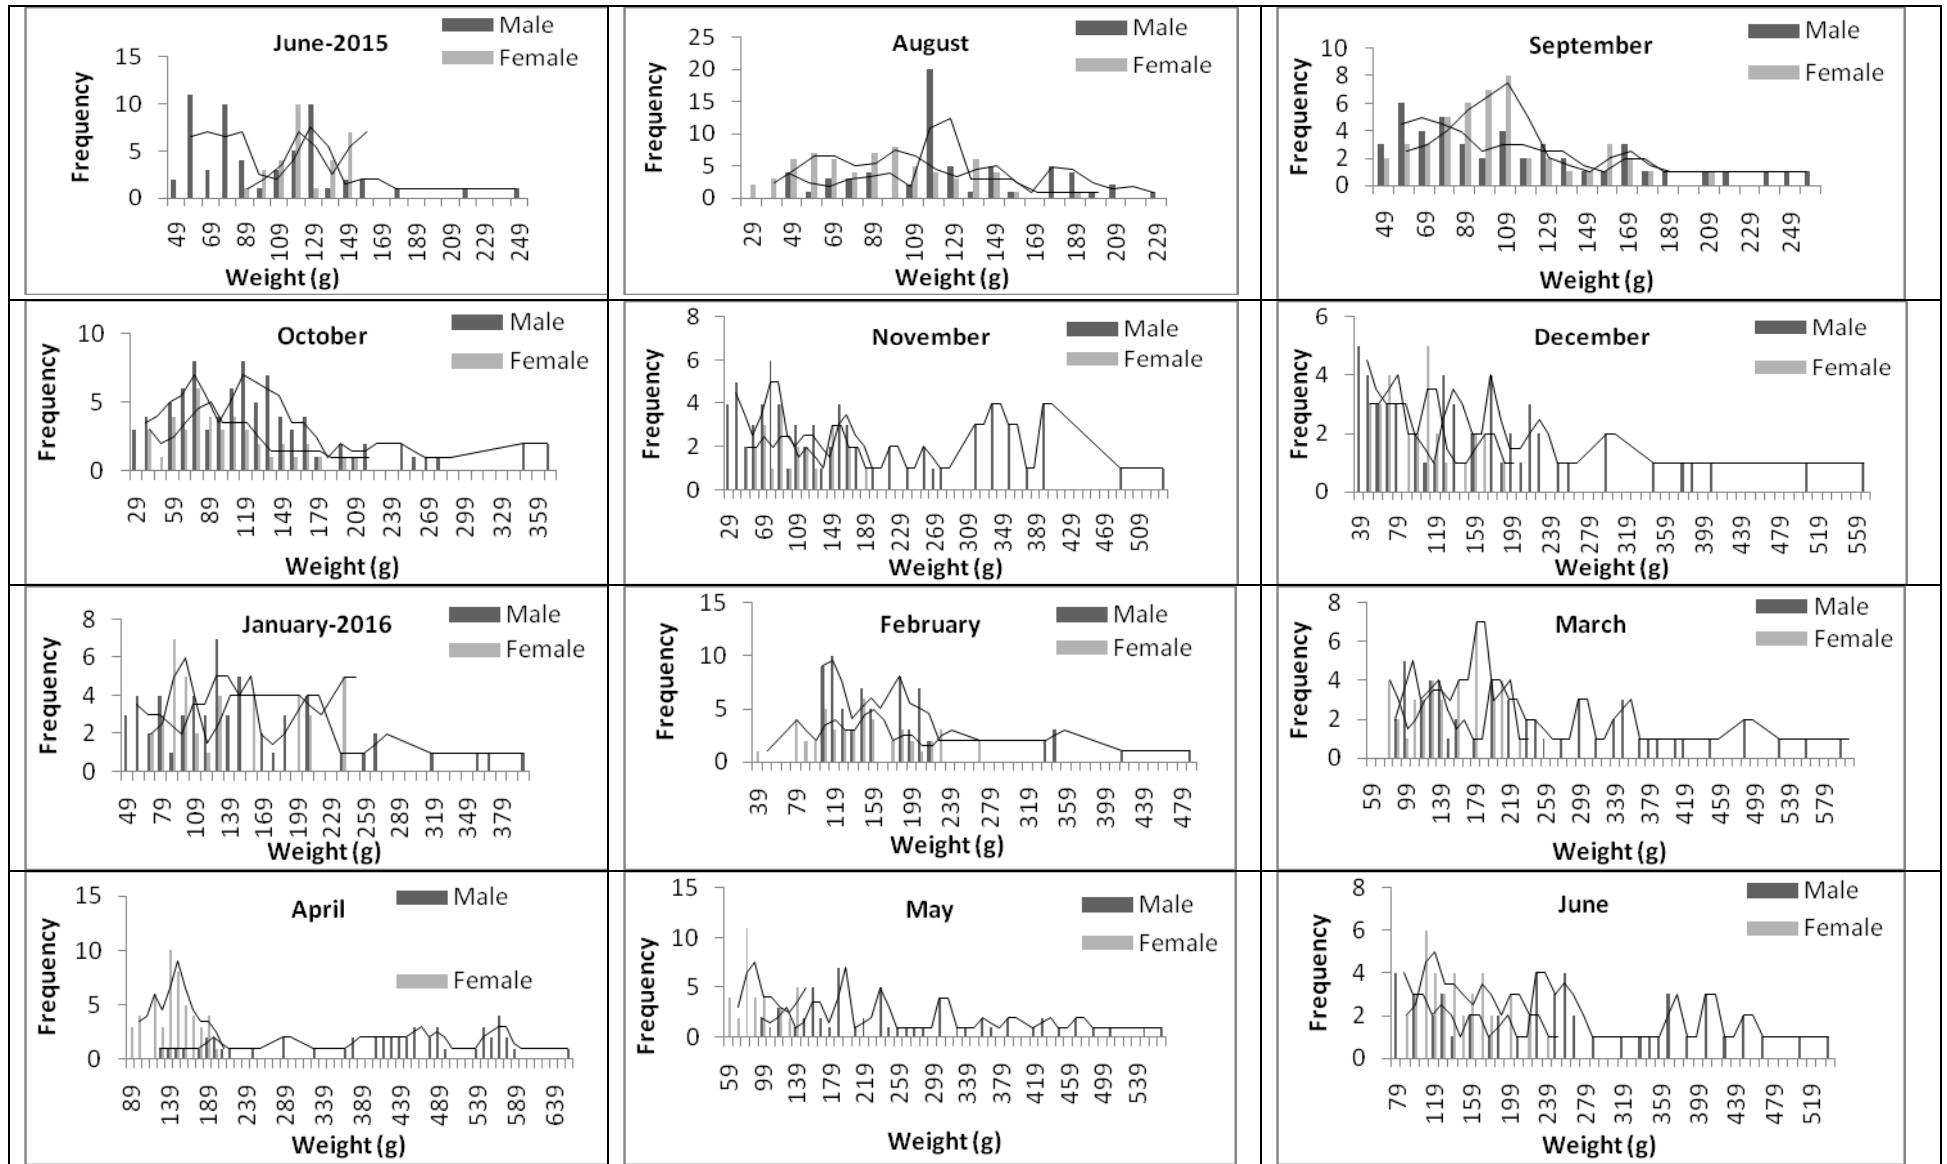 June-2015
Male
Female
Frequency
15
10
5
0
49 69 89 109 129 149 169 189 209 229 249
Weight (g)
August
Male
Female
Frequency
25
20
15
10
5
0
29 49 69 89 109 129 149 169 189 209 229
Weight (g)
September
Male
Female
Frequency
10
8
6
4
2
0
49 69 89 109 129 149 169 189 209 229 249
Weight (g)
October
Male
Female
Frequency
10
5
0
29 59 89 119 149 179 209 239 269 299 329 359
Weight (g)
November
Male
Female
Frequency
8
6
4
2
0
29 69 109 149 189 229 269 309 349 389 429 469 509
Weight (g)
December
Male
Female
Frequency
6
4
2
0
39 79 119 159 199 239 279 319 359 399 439 479 519 559
Weight (g)
January-2016
Male
Female
Frequency
8
6
4
2
0
49 79 109 139 169 199 229 259 289 319 349 379
Weight (g)
February
Male
Female
Frequency
15
10
5
0
39 79 119 159 199 239 279 319 359 399 439 479
Weight (g)
March
Male
Female
Frequency
8
6
4
2
0
59 99 139 179 219 259 299 339 379 419 459 499 539 579
Weight (g)
April
Male
Female
Frequency
15
10
5
0
89 139 189 239 289 339 389 439 489 539 589 639
Weight (g)
May
Male
Female
Frequency
15
10
5
0
59 99 139 179 219 259 299 339 379 419 459 499 539
Weight (g)
June
Male
Female
Frequency
8
6
4
2
0
79 119 159 199 239 279 319 359 399 439 479 519
Weight (g)